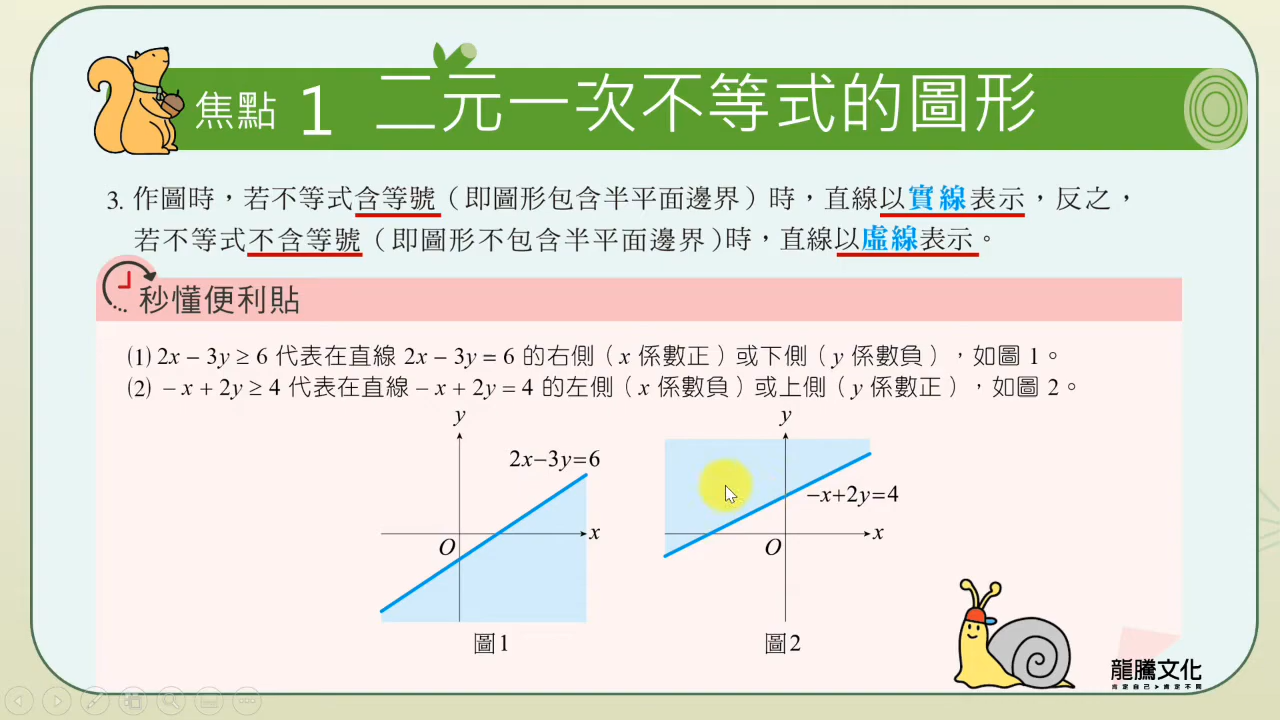 焦點 1 二元一次不等式的圖形
3. 作圖時，若不等式含等號（即圖形包含半平面邊界）時，直線以實線表示，反之，
若不等式不含等號（即圖形不包含半平面邊界)時，直線以虛線表示。
秒懂便利貼
(1) 2x − 3y ≥ 6 代表在直線 2x − 3y = 6 的右側（x 係數正）或下側（y 係數負），如圖 1。
(2) − x + 2y ≥ 4 代表在直線 − x + 2y = 4 的左側（x 係數負）或上側（y 係數正），如圖 2。
y
2x−3y=6
x
O
圖1
y
−x+2y=4
x
O
圖2
龍騰文化
肯定自己➤肯定不同